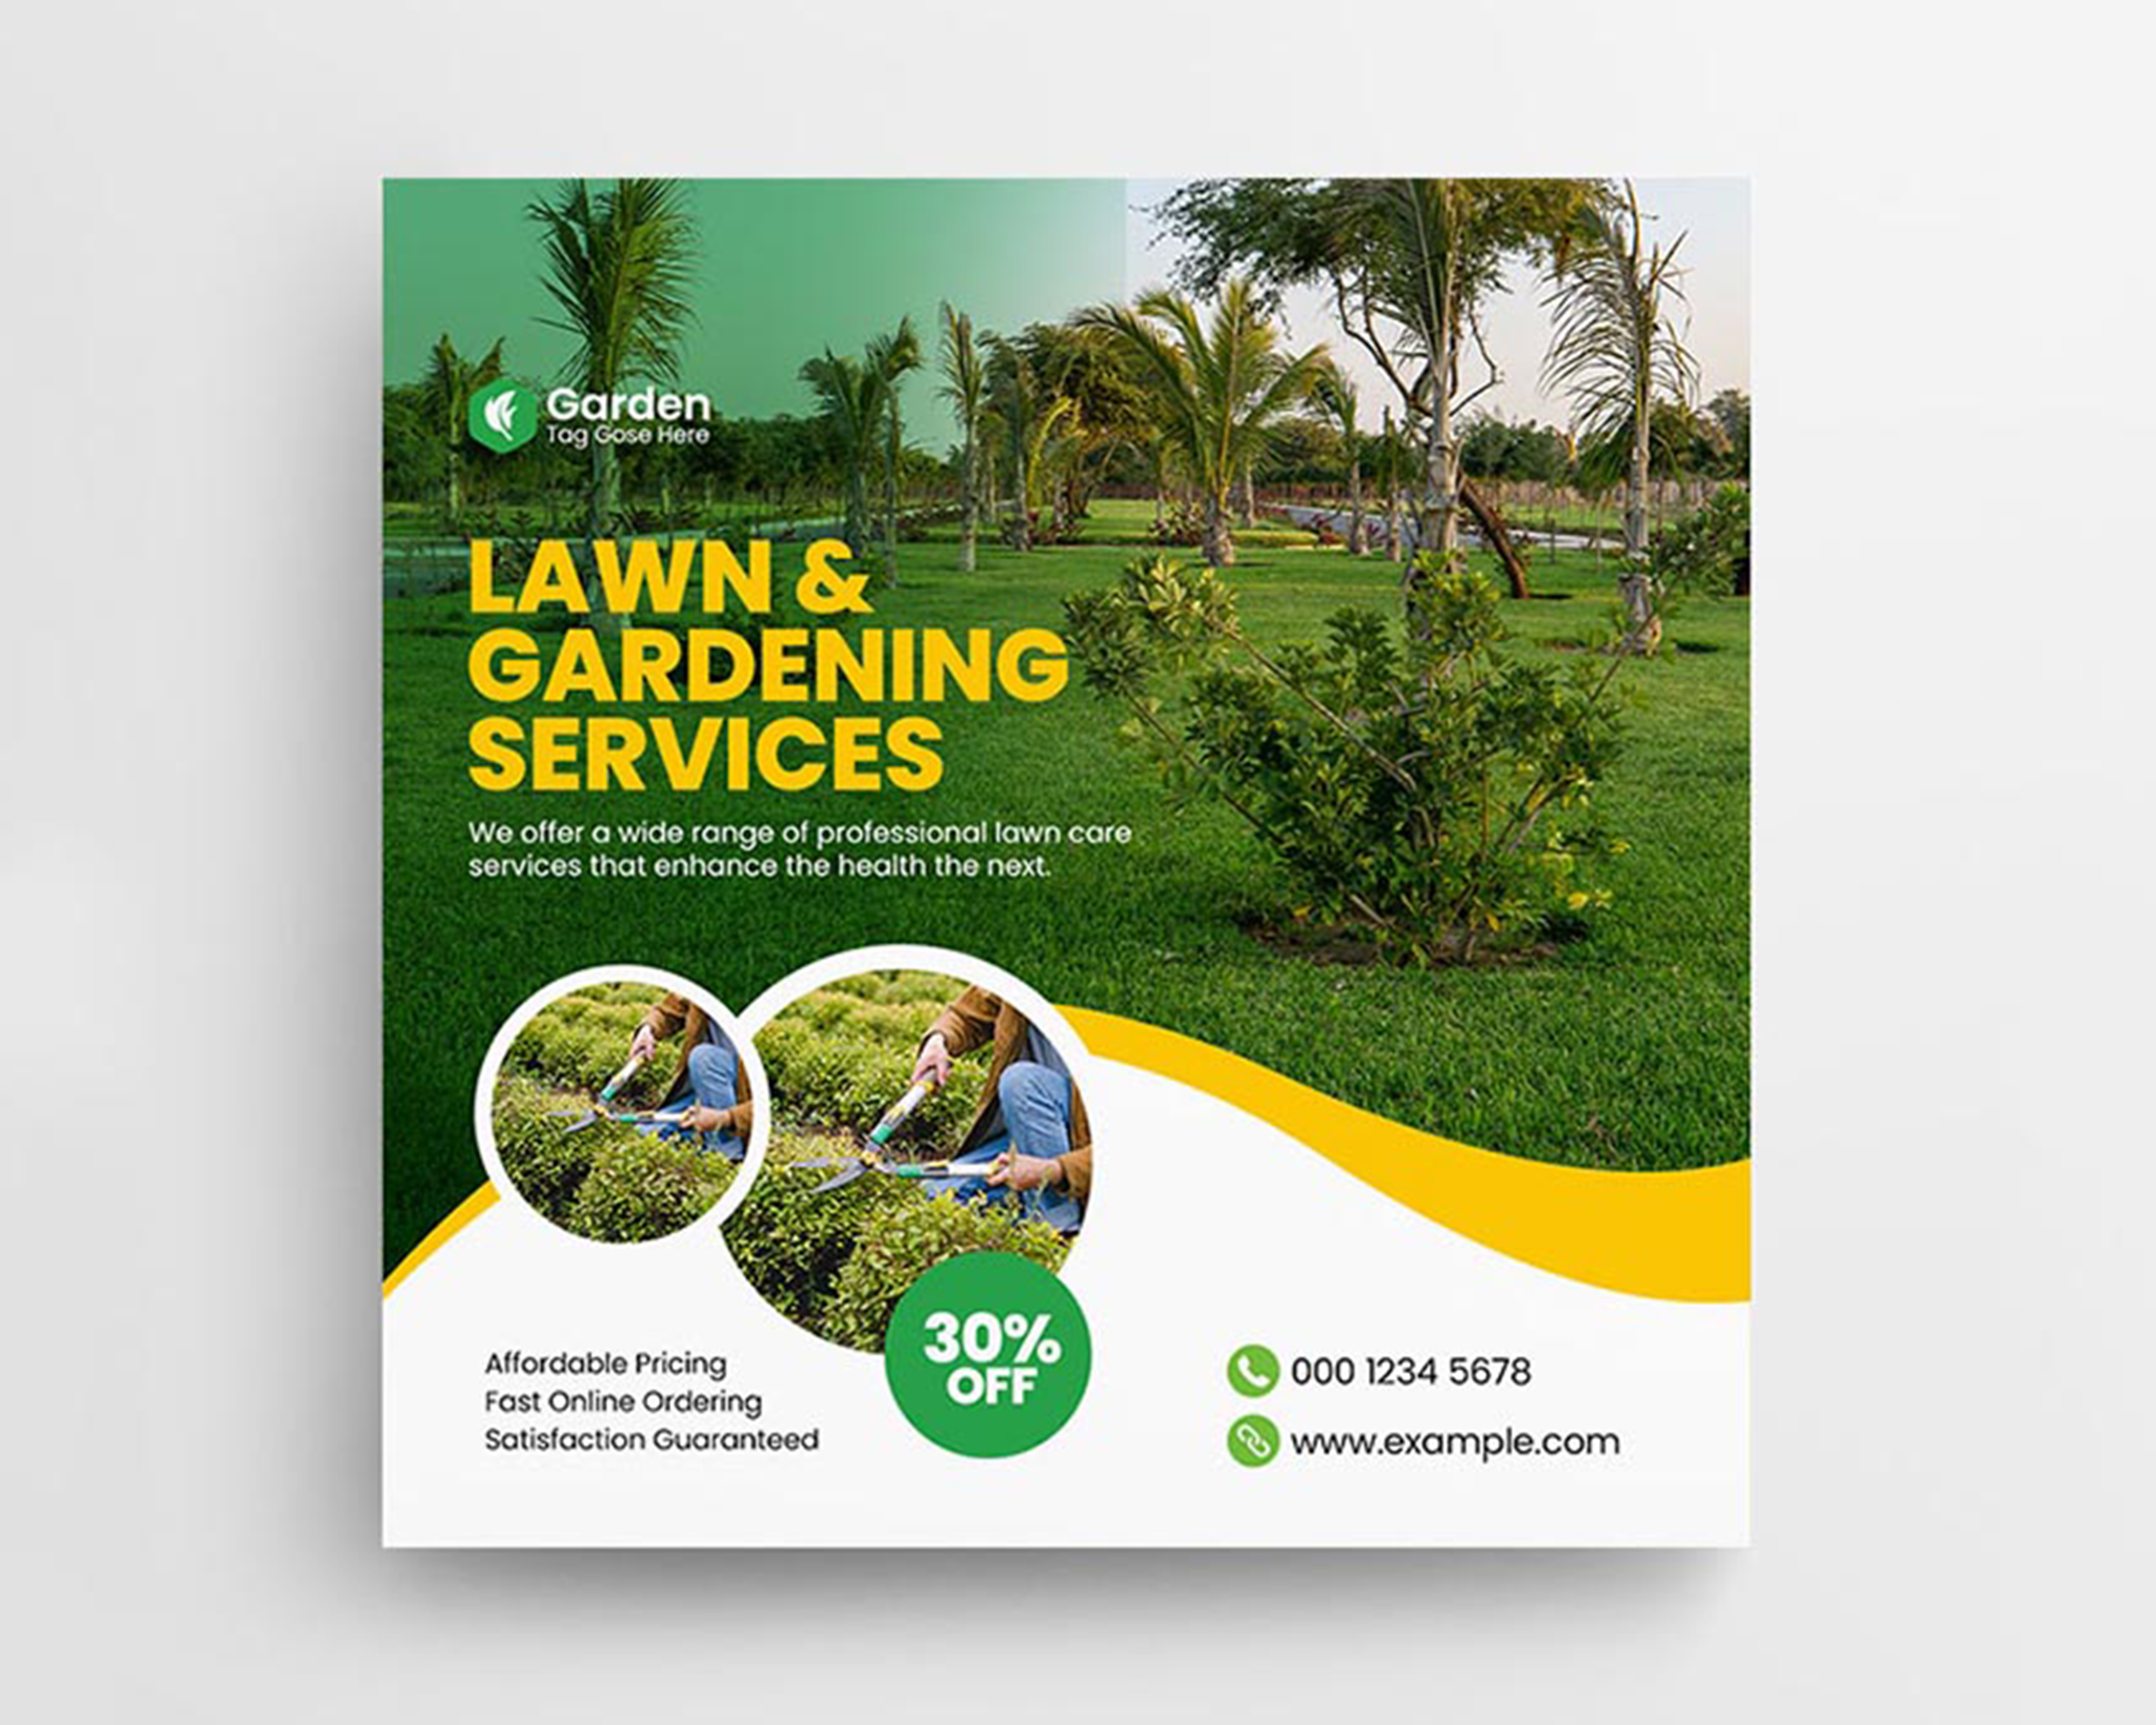 Garden
Tag Gose Here
LAWN &
GARDENING
SERVICES
We offer a wide range of professional lawn care
services that enhance the health the next.
30%
OFF
Affordable Pricing
Fast Online Ordering
Satisfaction Guaranteed
000 1234 5678
www.example.com